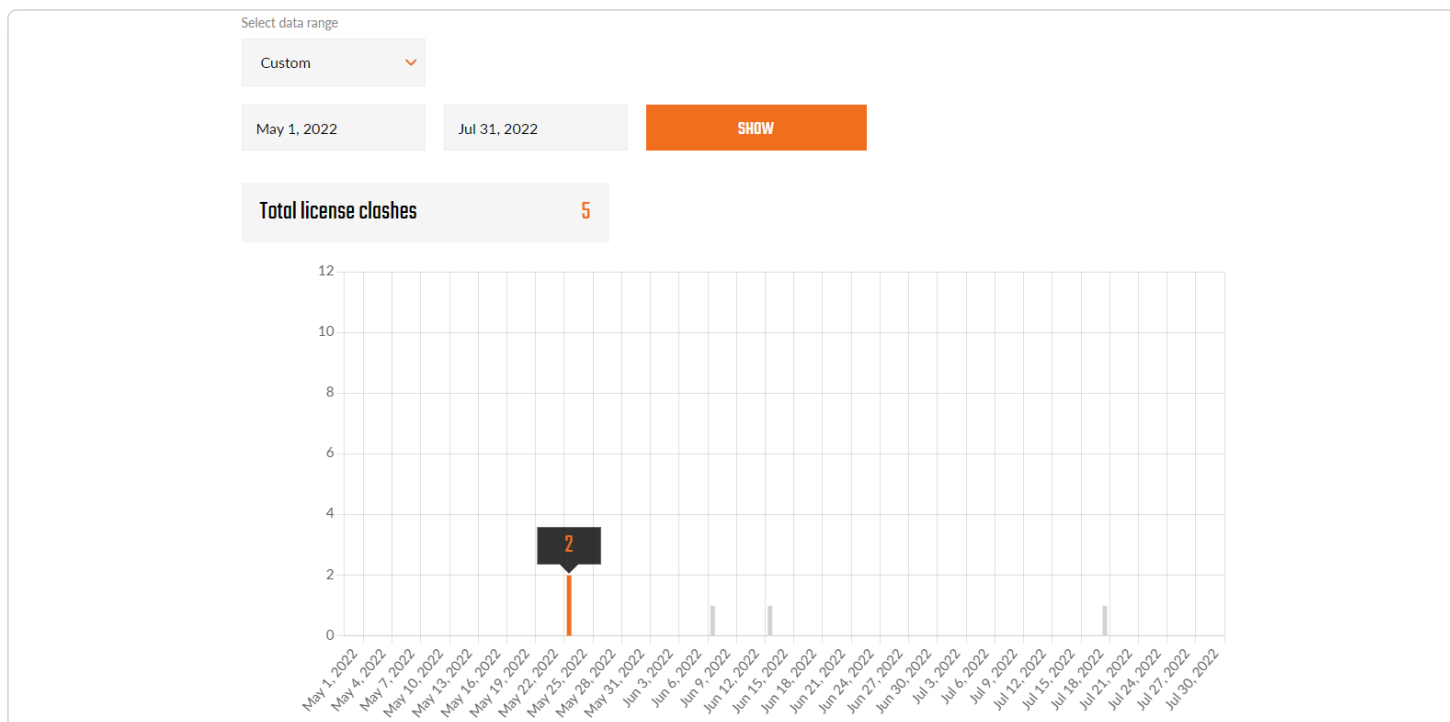 Select data range
Custom
May 1, 2022
Jul 31, 2022
SHOW
Total license clashes
5
12
10
8
6
4
2
2
0
May 1, 2022
May 4, 2022
May 7, 2022
May 10, 2022
May 13, 2022
May 16, 2022
May 19, 2022
May 22, 2022
May 25, 2022
May 28, 2022
May 31, 2022
Jun 3, 2022
Jun 6, 2022
Jun 9, 2022
Jun 12, 2022
Jun 15, 2022
Jun 18, 2022
Jun 21, 2022
Jun 24, 2022
Jun 27, 2022
Jun 30, 2022
Jul 3, 2022
Jul 6, 2022
Jul 9, 2022
Jul 12, 2022
Jul 15, 2022
Jul 18, 2022
Jul 21, 2022
Jul 24, 2022
Jul 27, 2022
Jul 30, 2022